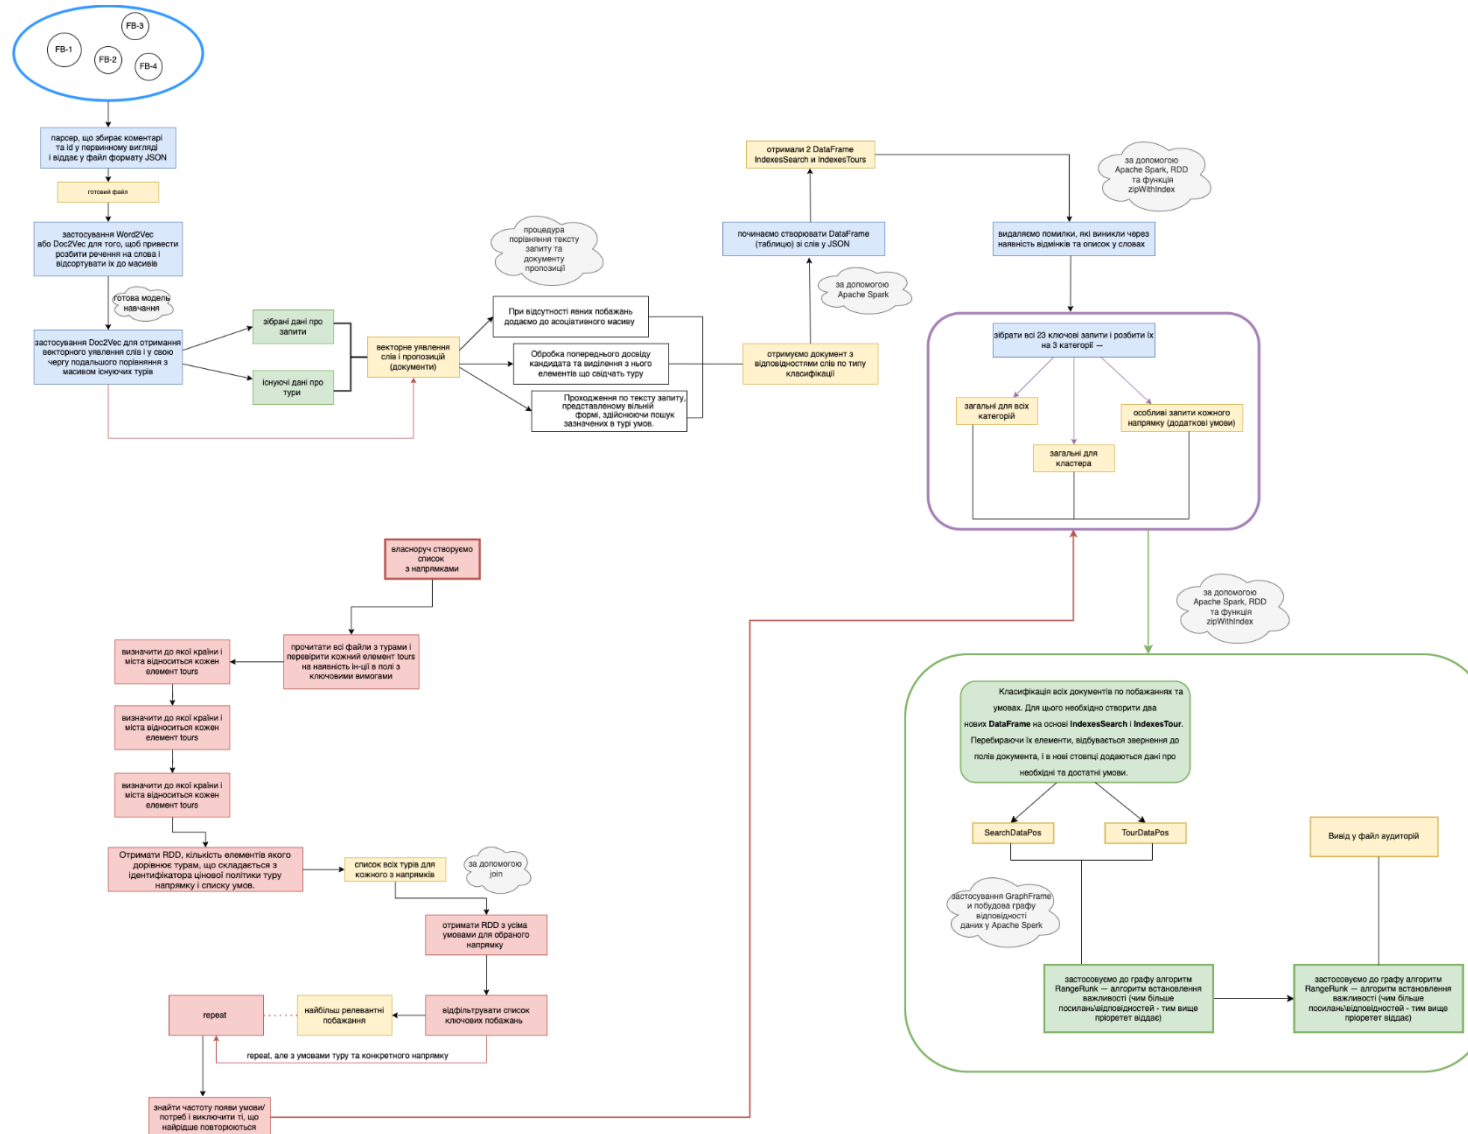 FB-3
FB-1
FB-2
FB-4
парсер, що збирає коментарі
та id у первинному вигляді
і віддає у файл формату JSON
готовий файл
застосування Word2Vec
або Doc2Vec для того, щоб привести
розбити речення на слова і
відсортувати їх до масивів
готова модель
навчання
застосування Doc2Vec для отримання
векторного уявлення слів і у свою
чергу подальшого порівняння з
масивом існуючих турів
зібрані дані про
запити
існуючі дані про
тури
векторне уявлення
слів і пропозицій
(документи)
процедура
порівняння тексту
запиту та
документу
пропозиції
При відсутності явних побажань
додаємо до асоціативного масиву
Обробка попереднього досвіду
кандидата та виділення з нього
елементів що свідчать туру
Проходження по тексту запиту,
представленому вільній
формі, здійснюючи пошук
зазначених в турі умов.
отримали 2 DataFrame
IndexesSearch и IndexesTours
починаємо створювати DataFrame
(таблицю) зі слів у JSON
за допомогою
Apache Spark
отримуємо документ з
відповідностями слів по типу
класифікації
за допомогою
Apache Spark, RDD
та функція
zipWithIndex
видаляємо помилки, які виникли через
наявність відмінків та описок у словах
зібрати всі 23 ключові запити і розбити їх
на 3 категорії —
загальні для всіх
категорій
особливі запити кожного
напрямку (додаткові умови)
загальні для
кластера
власноруч створуємо
список
з напрямками
прочитати всі файли з турами і
перевірити кожний елемент tours
на наявність ін-ції в полі з
ключовими вимогами
визначити до якої країни і
міста відноситься кожен
елемент tours
визначити до якої країни і
міста відноситься кожен
елемент tours
визначити до якої країни і
міста відноситься кожен
елемент tours
Отримати RDD, кількість елементів якого
дорівнює турам, що складається з
ідентифікатора цінової політики туру
напрямку і списку умов.
список всіх турів для
кожного з напрямків
за допомогою
join
отримати RDD з усіма
умовами для обраного
напрямку
відфільтрувати список
ключових побажань
найбільш релевантні
побажання
repeat
repeat, але з умовами туру та конкретного напрямку
знайти частоту появи умови/
потреб і виключити ті, що
найрідше повторюються
за допомогою
Apache Spark, RDD
та функція
zipWithIndex
Класифікація всіх документів по побажаннях та
умовах. Для цього необхідно створити два
нових DataFrame на основі IndexesSearch і IndexesTour.
Перебираючи їх елементи, відбувається звернення до
полів документа, і в нові стовпці додаються дані про
необхідні та достатні умови.
SearchDataPos
TourDataPos
Вивід у файл аудиторій
застосування GraphFrame
и побудова графу
відповідності
даних у Apache Sperk
застосовуємо до графу алгоритм
RangeRunk — алгоритм встановлення
важливості (чим більше
посилань\відповідностей - тим вище
пріоретет віддає)
застосовуємо до графу алгоритм
RangeRunk — алгоритм встановлення
важливості (чим більше
посилань\відповідностей - тим вище
пріоретет віддає)